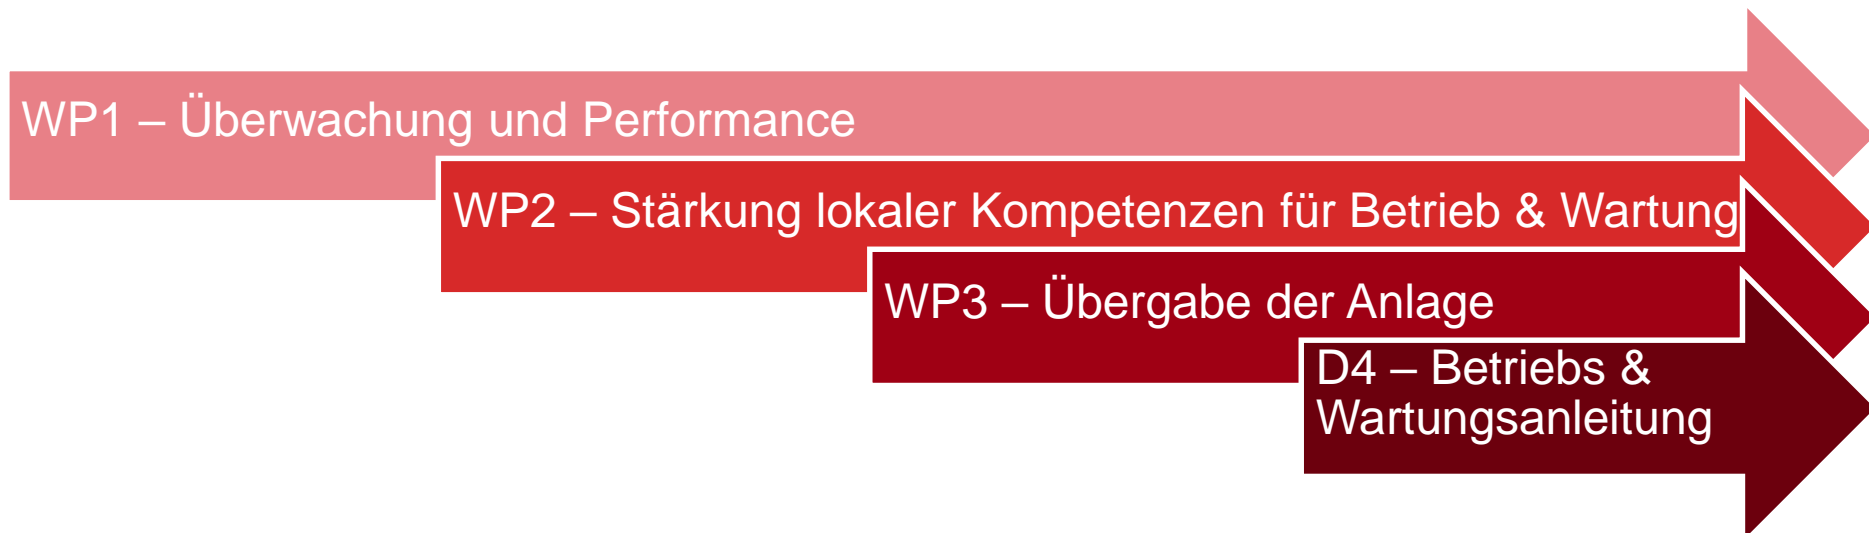 WP1 – Überwachung und Performance
WP2 – Stärkung lokaler Kompetenzen für Betrieb & Wartung
WP3 – Übergabe der Anlage
D4 – Betriebs &
Wartungsanleitung